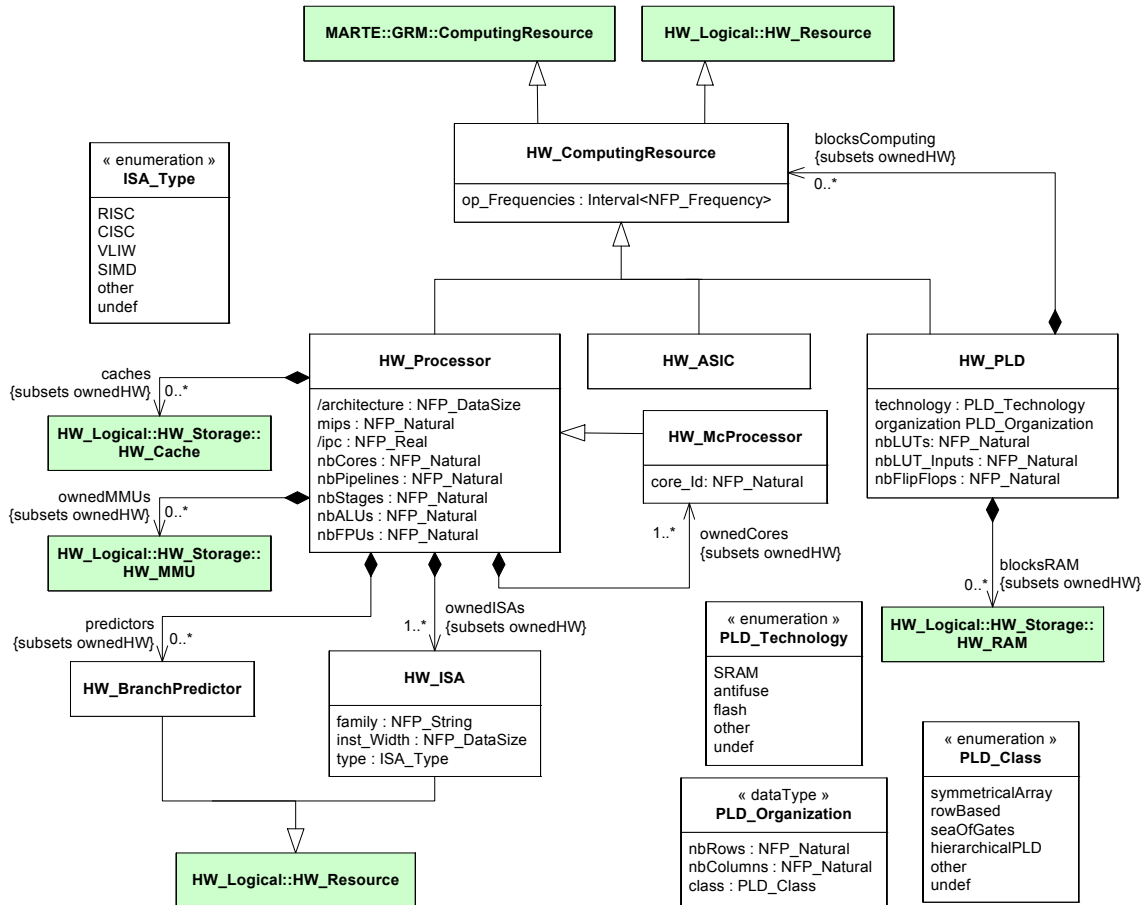 MARTE::GRM::ComputingResource
HW_Logical::HW_Resource
« enumeration »
ISA_Type
RISC
CISC
VLIW
SIMD
other
undef
HW_ComputingResource
op_Frequencies : Interval<NFP_Frequency>
blocksComputing
{subsets ownedHW}
0..*
HW_Processor
/architecture : NFP_DataSize
mips : NFP_Natural
/ipc : NFP_Real
nbCores : NFP_Natural
nbPipelines : NFP_Natural
nbStages : NFP_Natural
nbALUs : NFP_Natural
nbFPUs : NFP_Natural
HW_ASIC
HW_PLD
technology : PLD_Technology
organization PLD_Organization
nbLUTs: NFP_Natural
nbLUT_Inputs : NFP_Natural
nbFlipFlops : NFP_Natural
caches
{subsets ownedHW}
0..*
HW_Logical::HW_Storage::
HW_Cache
HW_McProcessor
core_Id: NFP_Natural
ownedMMUs
{subsets ownedHW}
0..*
HW_Logical::HW_Storage::
HW_MMU
1..*
ownedCores
{subsets ownedHW}
blocksRAM
{subsets ownedHW}
0..*
HW_Logical::HW_Storage::
HW_RAM
predictors
{subsets ownedHW}
0..*
HW_BranchPredictor
ownedISAs
{subsets ownedHW}
1..*
HW_ISA
family : NFP_String
inst_Width : NFP_DataSize
type : ISA_Type
« enumeration »
PLD_Technology
SRAM
antifuse
flash
other
undef
« enumeration »
PLD_Class
symmetricalArray
rowBased
seaOfGates
hierarchicalPLD
other
undef
« dataType »
PLD_Organization
nbRows : NFP_Natural
nbColumns : NFP_Natural
class : PLD_Class
HW_Logical::HW_Resource